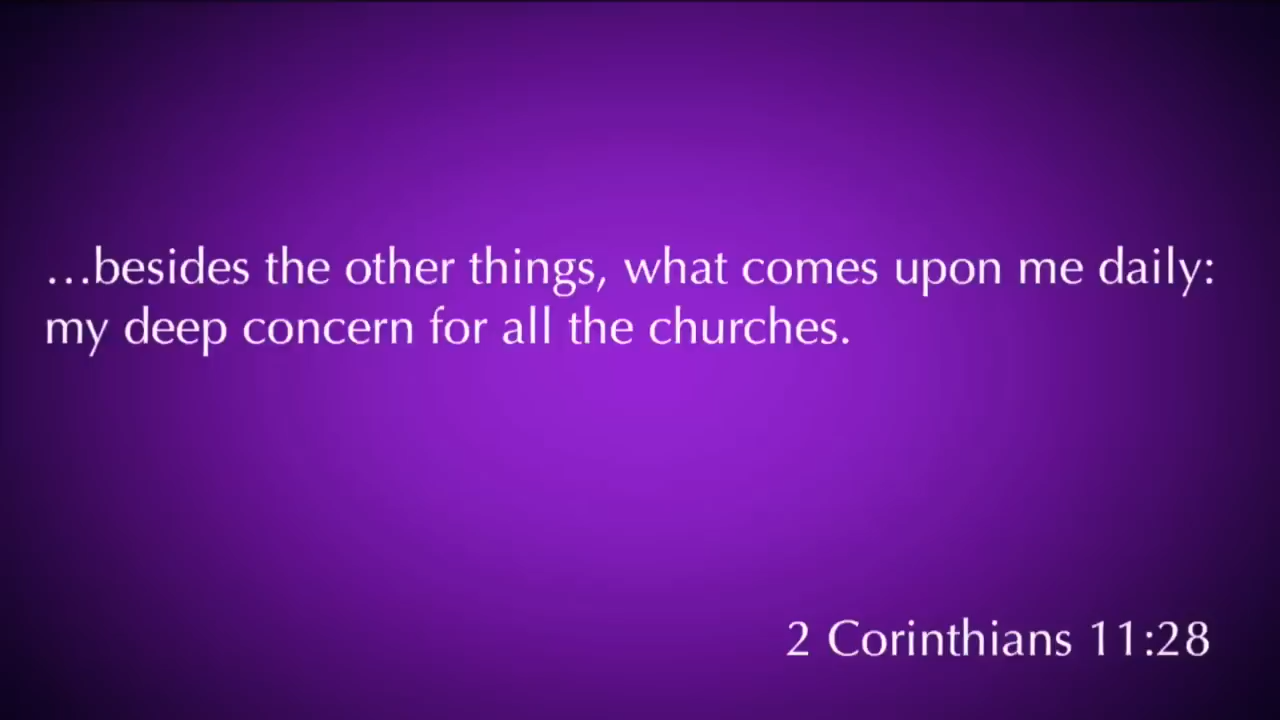 …besides the other things, what comes upon me daily:
my deep concern for all the churches.
2 Corinthians 11:28